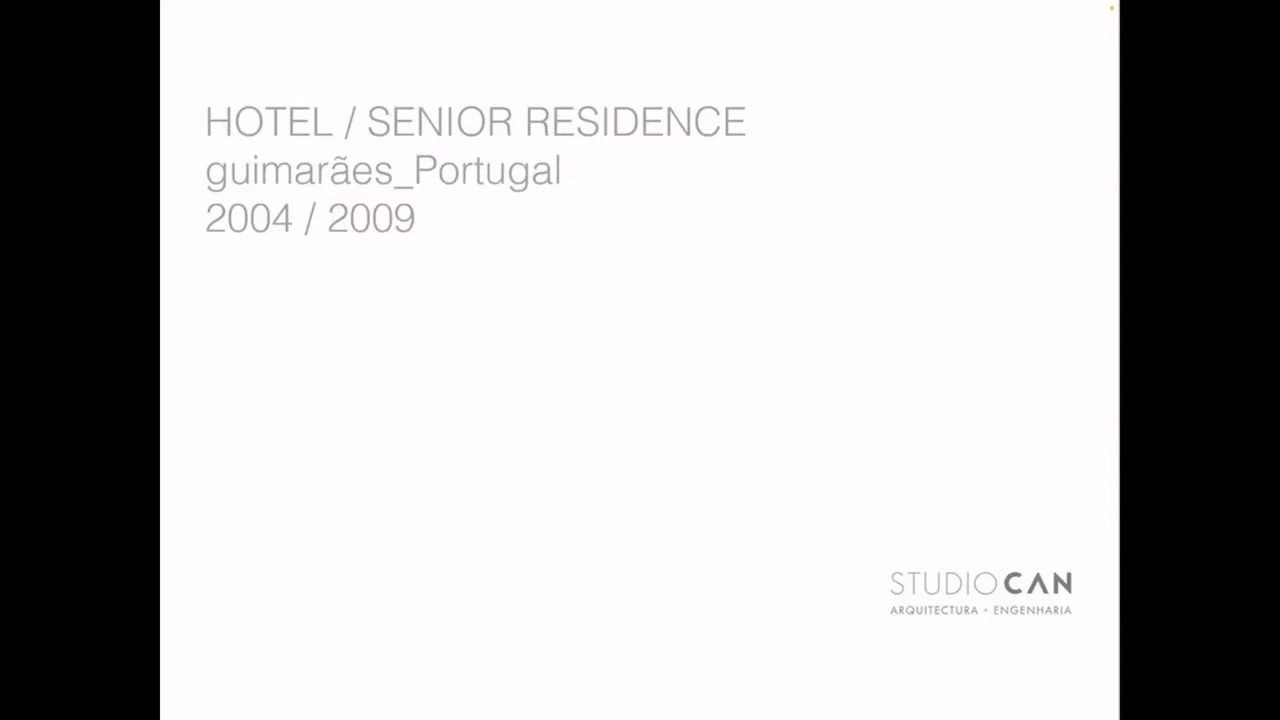 HOTEL / SENIOR RESIDENCE
guimarães_Portugal
2004 / 2009
STUDIO CAN
ARQUITECTURA + ENGENHARIA